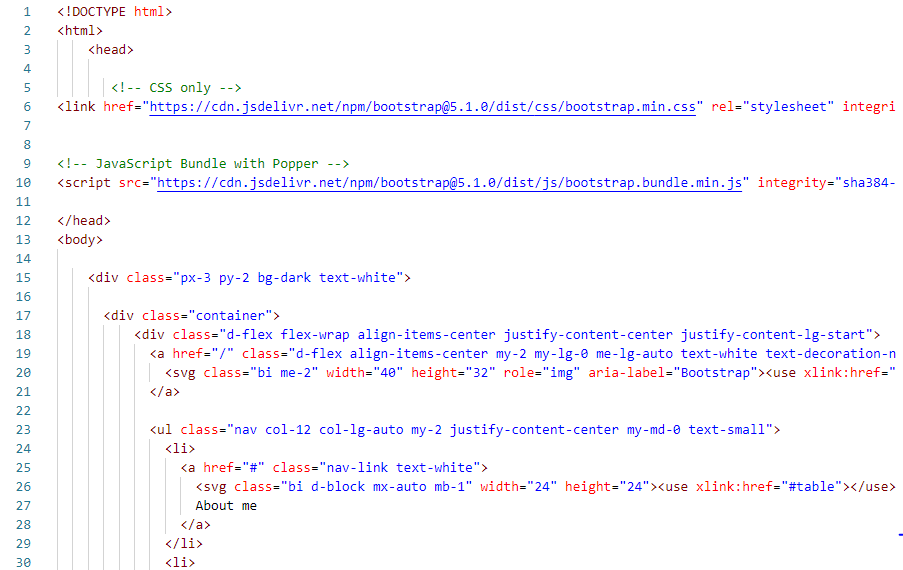 1 <!DOCTYPE html>
2 <html>
3 <head>
4
5 <!-- CSS only -->
6 <link href="https://cdn.jsdelivr.net/npm/bootstrap@5.1.0/dist/css/bootstrap.min.css" rel="stylesheet" integri
7
8
9 <!-- JavaScript Bundle with Popper -->
10 <script src="https://cdn.jsdelivr.net/npm/bootstrap@5.1.0/dist/js/bootstrap.bundle.min.js" integrity="sha384-
11
12 </head>
13 <body>
14
15 <div class="px-3 py-2 bg-dark text-white">
16
17 <div class="container">
18 <div class="d-flex flex-wrap align-items-center justify-content-center justify-content-lg-start">
19 <a href="/" class="d-flex align-items-center my-2 my-lg-0 me-lg-auto text-white text-decoration-n
20 <svg class="bi me-2" width="40" height="32" role="img" aria-label="Bootstrap"><use xlink:href="
21 </a>
22
23 <ul class="nav col-12 col-lg-auto my-2 justify-content-center my-md-0 text-small">
24 <li>
25 <a href="#" class="nav-link text-white">
26 <svg class="bi d-block mx-auto mb-1" width="24" height="24"><use xlink:href="#table"></use>
27 About me
28 </a>
29 </li>
30 <li>